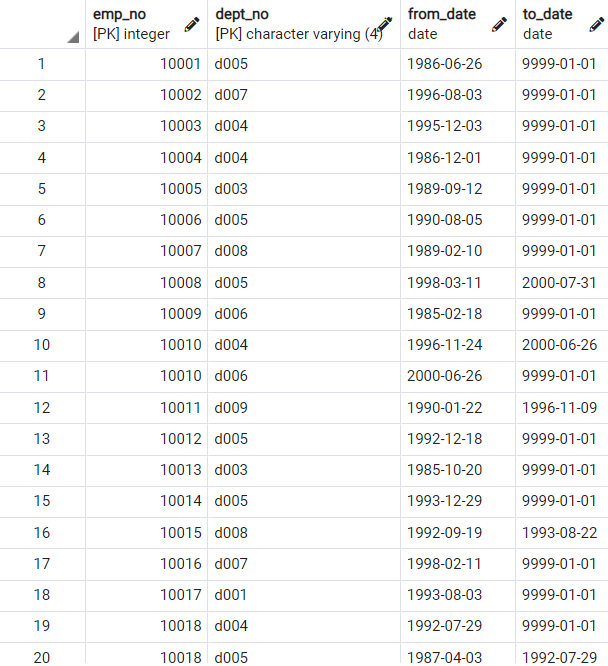 emp_no dept_no from_date to_date
[PK] integer [PK] character varying (4) date date
1 10001 d005 1986-06-26 9999-01-01
2 10002 d007 1996-08-03 9999-01-01
3 10003 d004 1995-12-03 9999-01-01
4 10004 d004 1986-12-01 9999-01-01
5 10005 d003 1989-09-12 9999-01-01
6 10006 d005 1990-08-05 9999-01-01
7 10007 d008 1989-02-10 9999-01-01
8 10008 d005 1998-03-11 2000-07-31
9 10009 d006 1985-02-18 9999-01-01
10 10010 d004 1996-11-24 2000-06-26
11 10010 d006 2000-06-26 9999-01-01
12 10011 d009 1990-01-22 1996-11-09
13 10012 d005 1992-12-18 9999-01-01
14 10013 d003 1985-10-20 9999-01-01
15 10014 d005 1993-12-29 9999-01-01
16 10015 d008 1992-09-19 1993-08-22
17 10016 d007 1998-02-11 9999-01-01
18 10017 d001 1993-08-03 9999-01-01
19 10018 d004 1992-07-29 9999-01-01
20 10018 d005 1987-04-03 1992-07-29